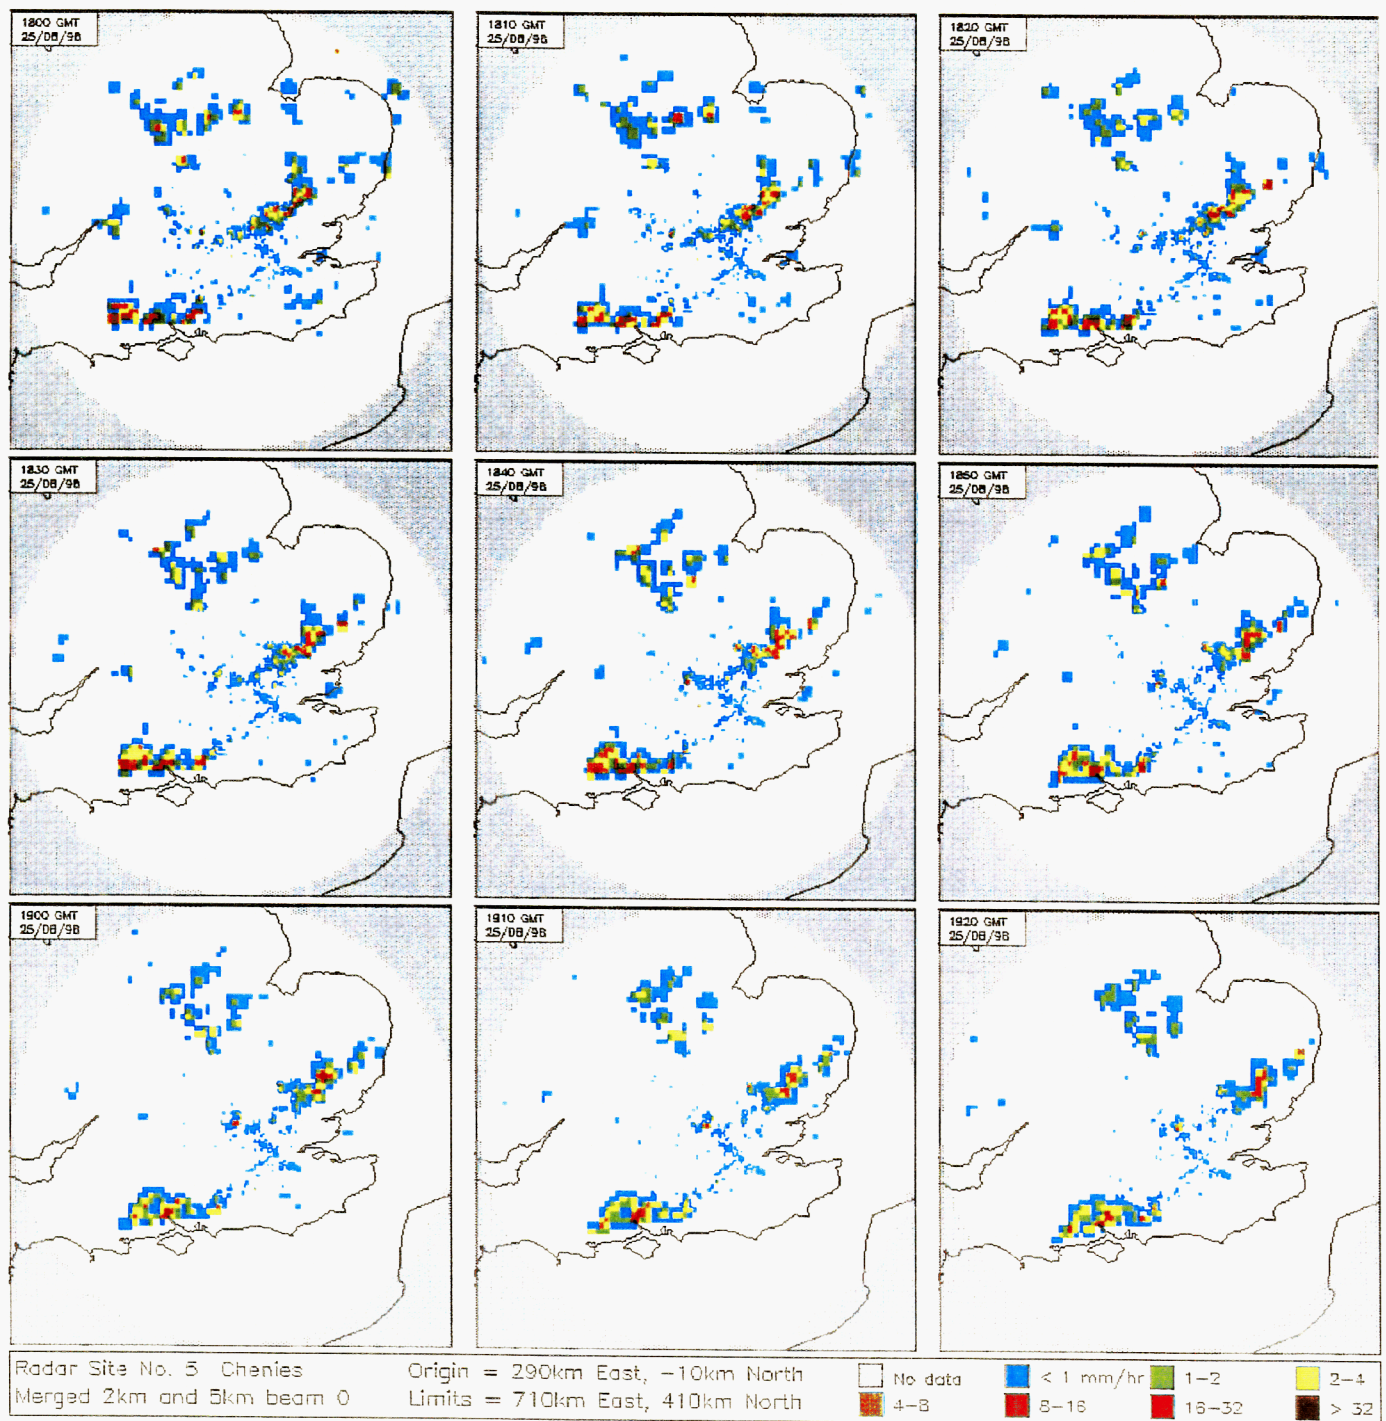 1800 GMT
25/08/98
1810 GMT
25/08/98
1820 GMT
25/08/98
1830 GMT
25/08/98
1840 GMT
25/08/98
1850 GMT
25/08/98
1900 GMT
25/08/98
1910 GMT
25/08/98
1920 GMT
25/08/98
Radar Site No. 5 Chenies
Merged 2km and 5km beam 0
Origin = 290km East, -10km North
Limits = 710km East, 410km North
No data
< 1 mm/hr
1-2
2-4
4-8
8-16
16-32
> 32